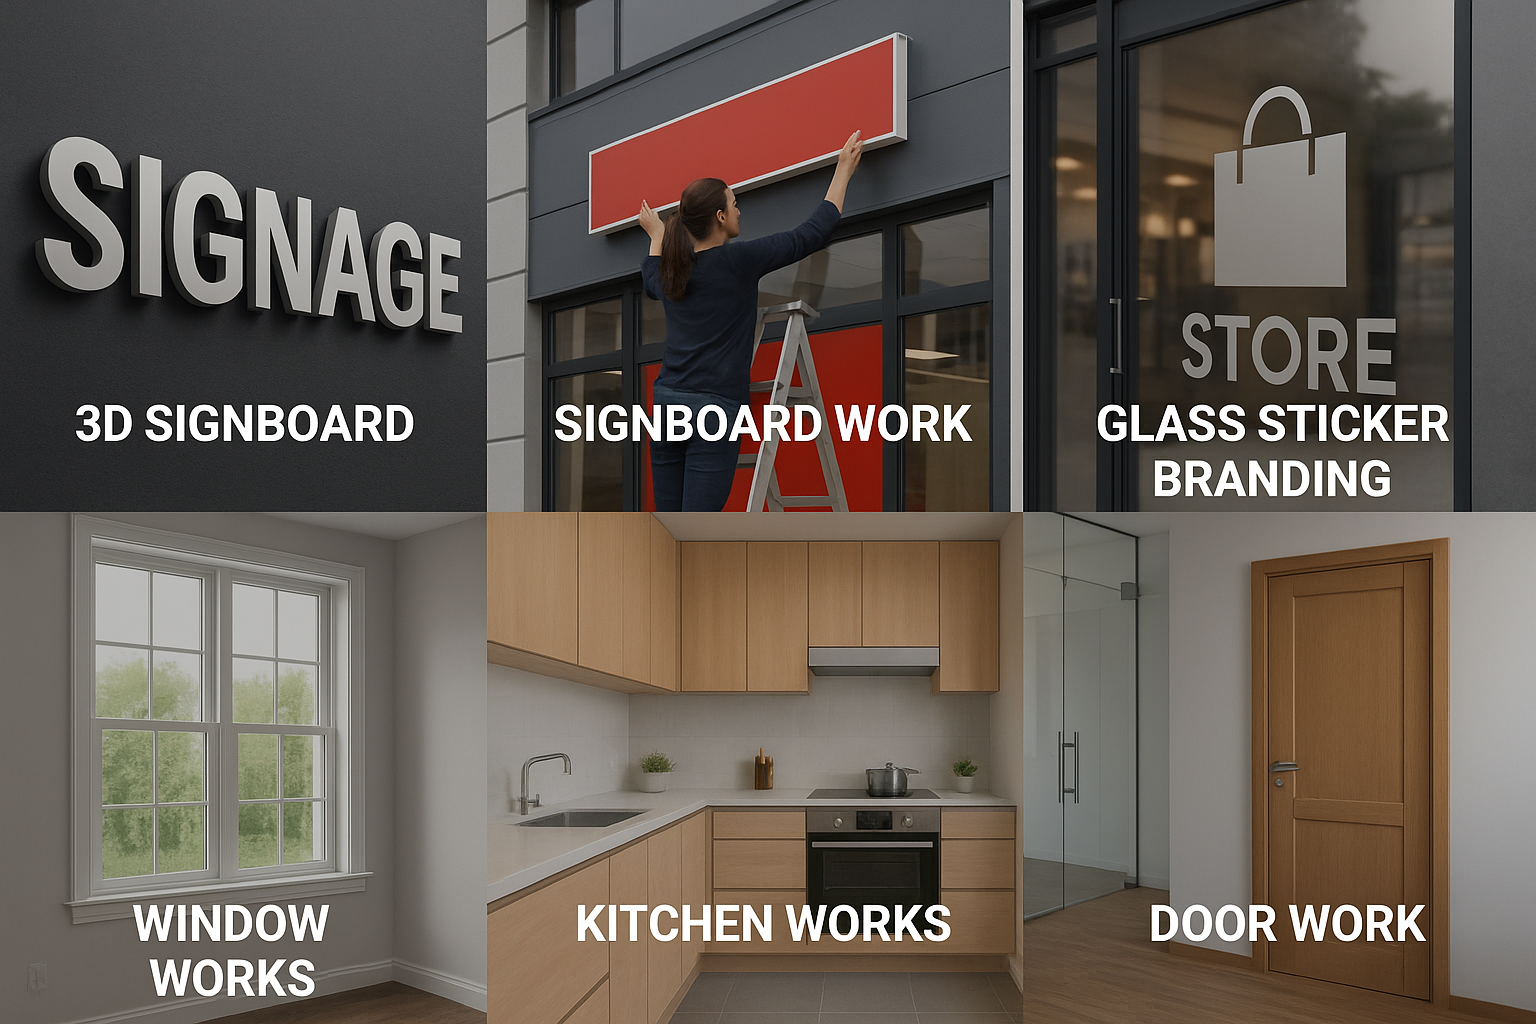 SIGNAGE
3D SIGNBOARD
SIGNBOARD WORK
STORE
GLASS STICKER
BRANDING
WINDOW
WORKS
KITCHEN WORKS
DOOR WORK